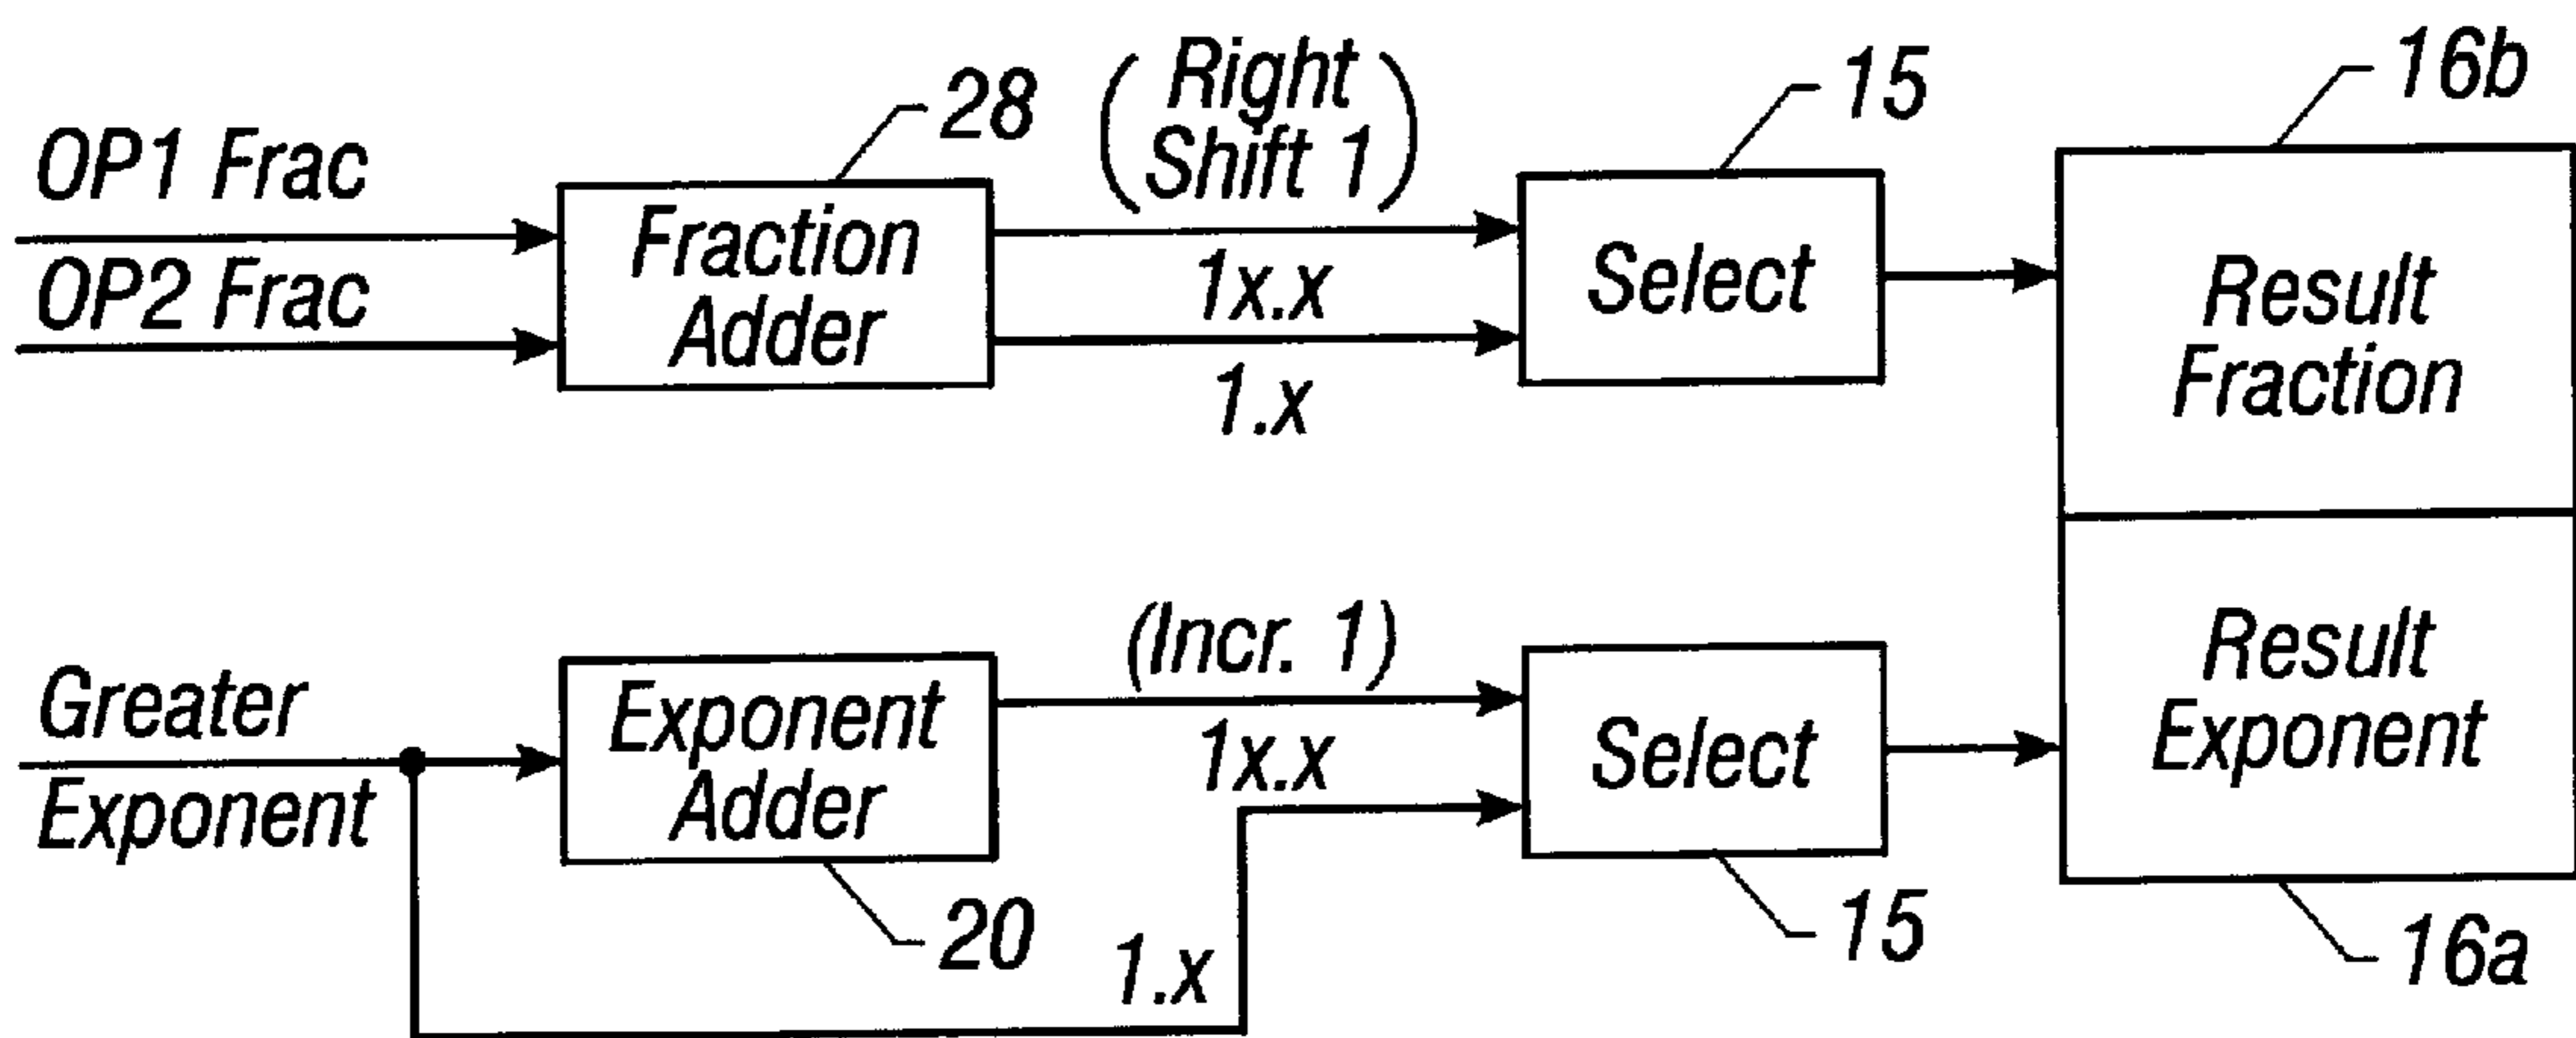 OP1 Frac
OP2 Frac
28
Fraction
Adder
(Right
Shift 1)
1x.x
1.x
15
Select
16b
Result
Fraction
Greater
Exponent
Exponent
Adder
20
(Incr. 1)
1x.x
1.x
Select
15
Result
Exponent
16a